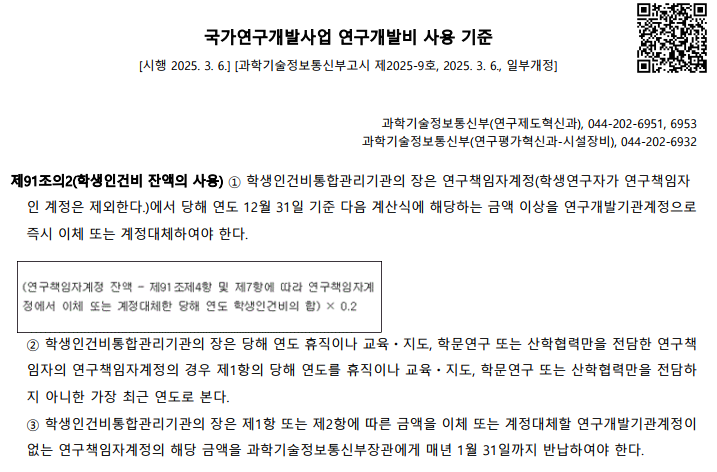 국가연구개발사업 연구개발비 사용 기준
[시행 2025. 3. 6.] [과학기술정보통신부고시 제2025-9호, 2025. 3. 6., 일부개정]
과학기술정보통신부(연구제도혁신과), 044-202-6951, 6953
과학기술정보통신부(연구평가혁신과-시설장비), 044-202-6932
제91조의2(학생인건비 잔액의 사용) ① 학생인건비통합관리기관의 장은 연구책임자계정(학생연구자가 연구책임자
인 계정은 제외한다.)에서 당해 연도 12월 31일 기준 다음 계산식에 해당하는 금액 이상을 연구개발기관계정으로
즉시 이체 또는 계정대체하여야 한다.
(연구책임자계정 잔액 - 제91조제4항 및 제7항에 따라 연구책임자계
정에서 이체 또는 계정대체한 당해 연도 학생인건비의 합) × 0.2
② 학생인건비통합관리기관의 장은 당해 연도 휴직이나 교육・지도, 학문연구 또는 산학협력만을 전담한 연구책
임자의 연구책임자계정의 경우 제1항의 당해 연도를 휴직이나 교육・지도, 학문연구 또는 산학협력만을 전담하
지 아니한 가장 최근 연도로 본다.
③ 학생인건비통합관리기관의 장은 제1항 또는 제2항에 따른 금액을 이체 또는 계정대체할 연구개발기관계정이
없는 연구책임자계정의 해당 금액을 과학기술정보통신부장관에게 매년 1월 31일까지 반납하여야 한다.